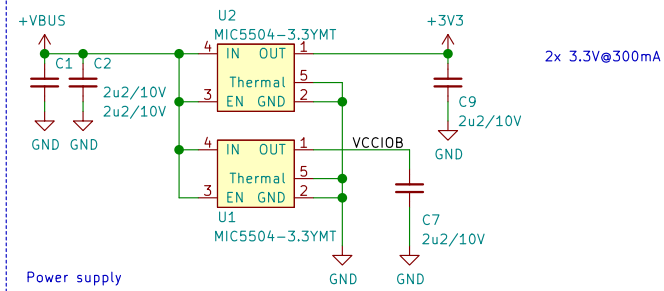 U2
+VBUS
MIC5504-3.3YMT
+3V3
4 IN OUT 1
2x 3.3V@300mA
C1 C2
Thermal 5
2u2/10V
3 EN GND 2
C9
2u2/10V
2u2/10V
GND GND
4 IN OUT 1
VCCIOB
GND
Thermal 5
3 EN GND 2
U1
C7
MIC5504-3.3YMT
2u2/10V
Power supply
GND
GND